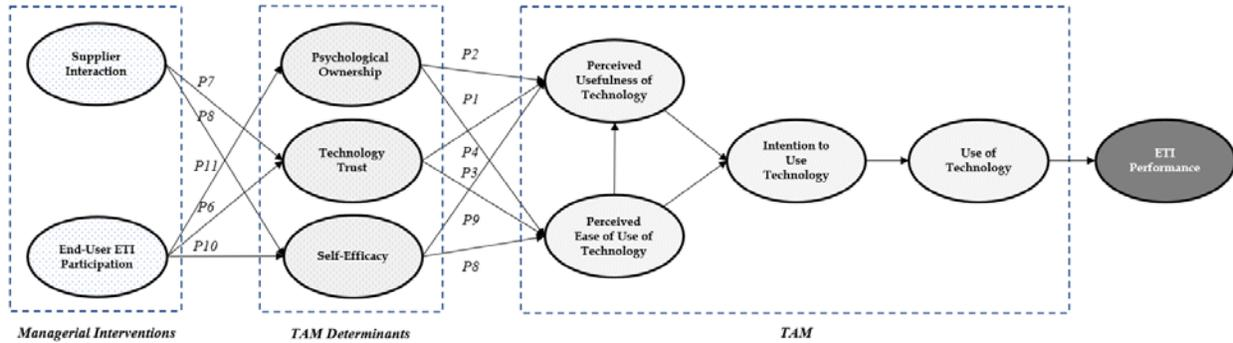 Supplier
Interaction
End-User ETI
Participation
Managerial Interventions
P7
P8
P11
P6
P10
Psychological
Ownership
Technology
Trust
Self-Efficacy
TAM Determinants
P2
P1
P4
P3
P9
P8
Perceived
Usefulness of
Technology
Perceived
Ease of Use of
Technology
Intention to
Use
Technology
Use of
Technology
TAM
ETI
Performance